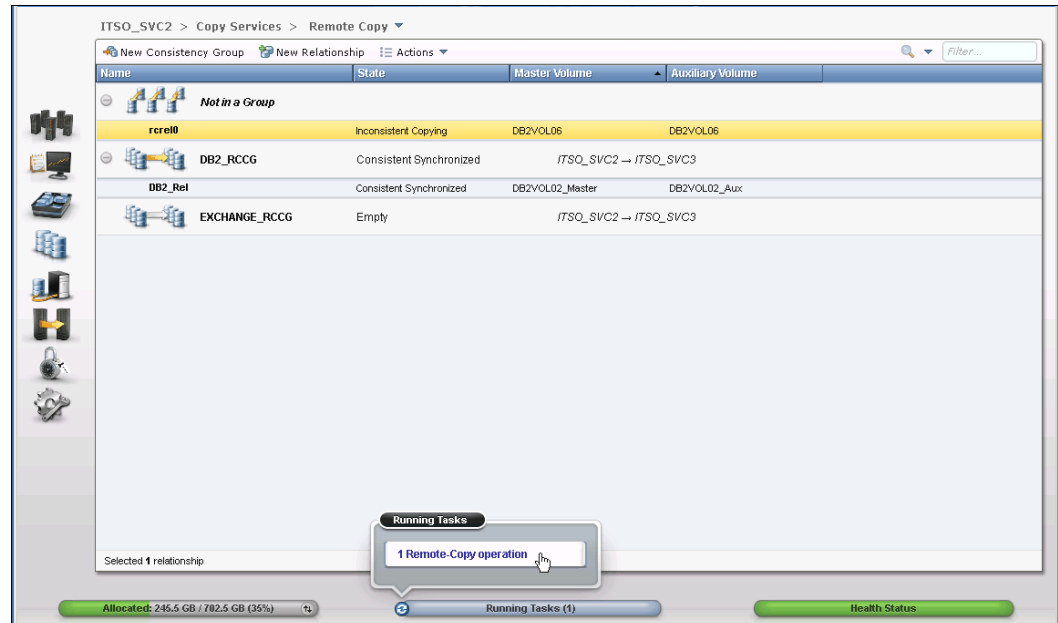 ITSO_SVC2 > Copy Services > Remote Copy
New Consistency Group New Relationship Actions Filter...
Name State Master Volume Auxiliary Volume
Not in a Group
rcrel0 Inconsistent Copying DB2VOL06 DB2VOL06
DB2_RCCG Consistent Synchronized ITSO_SVC2 → ITSO_SVC3
DB2_Rel Consistent Synchronized DB2VOL02_Master DB2VOL02_Aux
EXCHANGE_RCCG Empty ITSO_SVC2 → ITSO_SVC3
Running Tasks
1 Remote-Copy operation
Selected 1 relationship
Allocated: 245.5 GB / 702.5 GB (35%) Running Tasks (1) Health Status